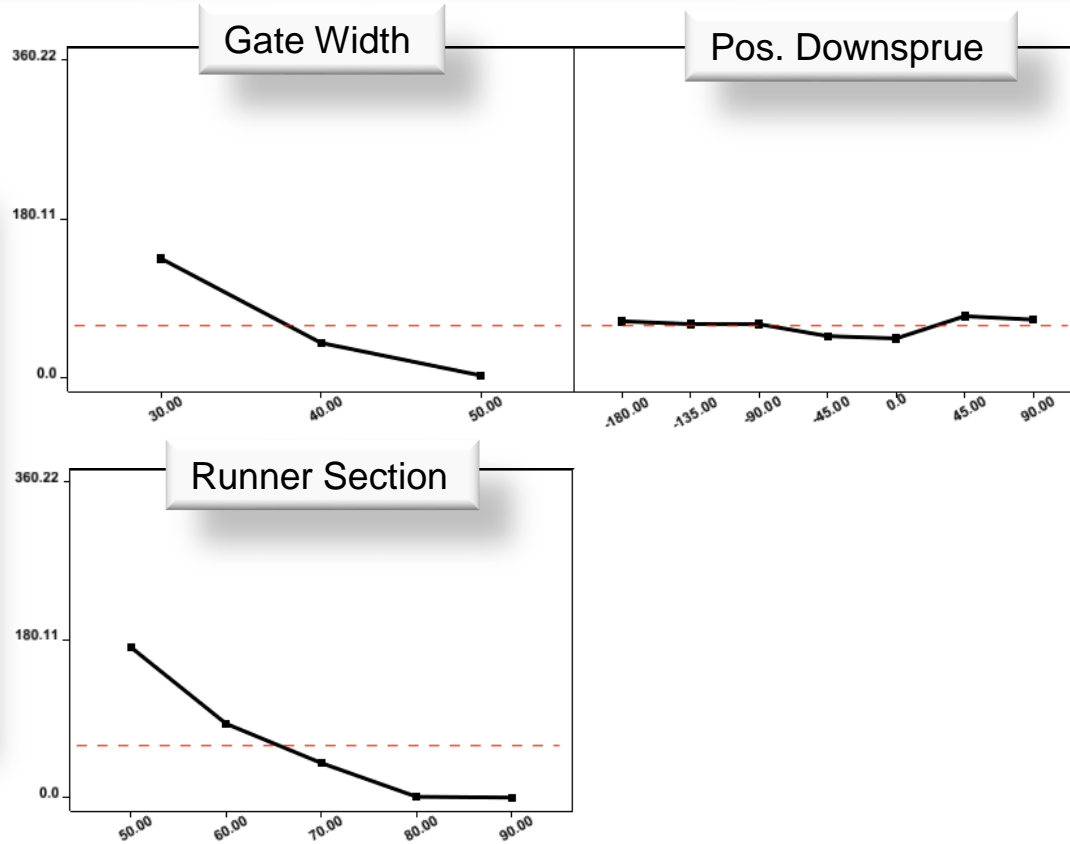 Gate Width
Pos. Downsprue
360.22
180.11
0.0
30.00 40.00 50.00
-180.00 -135.00 -90.00 -45.00 0.0 45.00 90.00
Runner Section
360.22
180.11
0.0
50.00 60.00 70.00 80.00 90.00